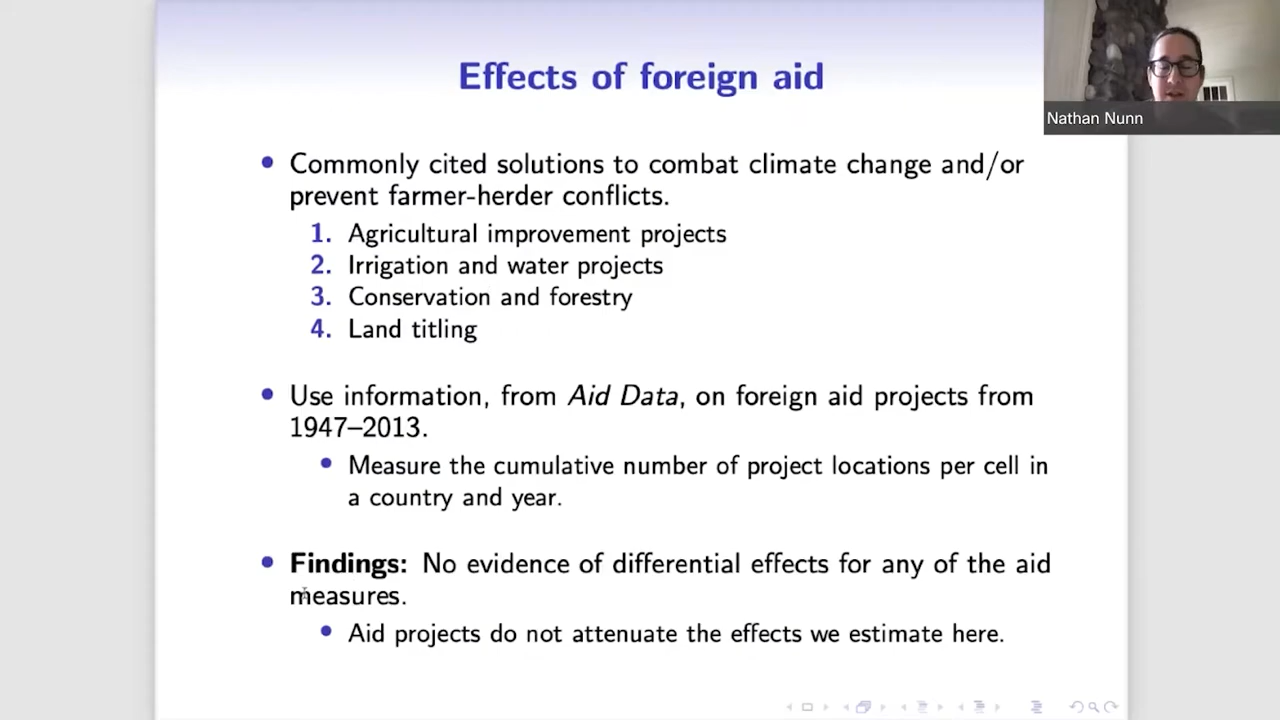 Effects of foreign aid
Nathan Nunn
• Commonly cited solutions to combat climate change and/or
prevent farmer-herder conflicts.
1. Agricultural improvement projects
2. Irrigation and water projects
3. Conservation and forestry
4. Land titling
• Use information, from Aid Data, on foreign aid projects from
1947–2013.
• Measure the cumulative number of project locations per cell in
a country and year.
• Findings: No evidence of differential effects for any of the aid
measures.
• Aid projects do not attenuate the effects we estimate here.